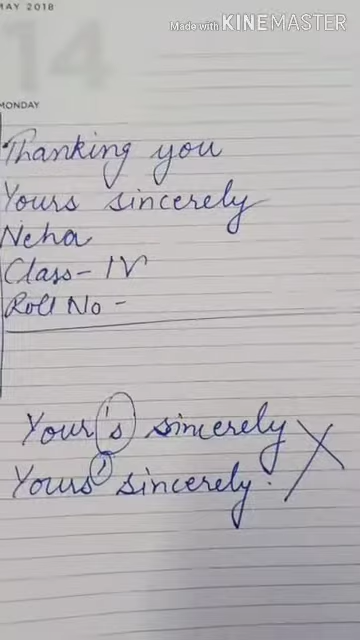 MAY 2018
Made with KINEMASTER
14
MONDAY
Thanking you
Yours sincerely
Neha
Class - IV
Roll No -
Your's sincerely
Yours' sincerely.